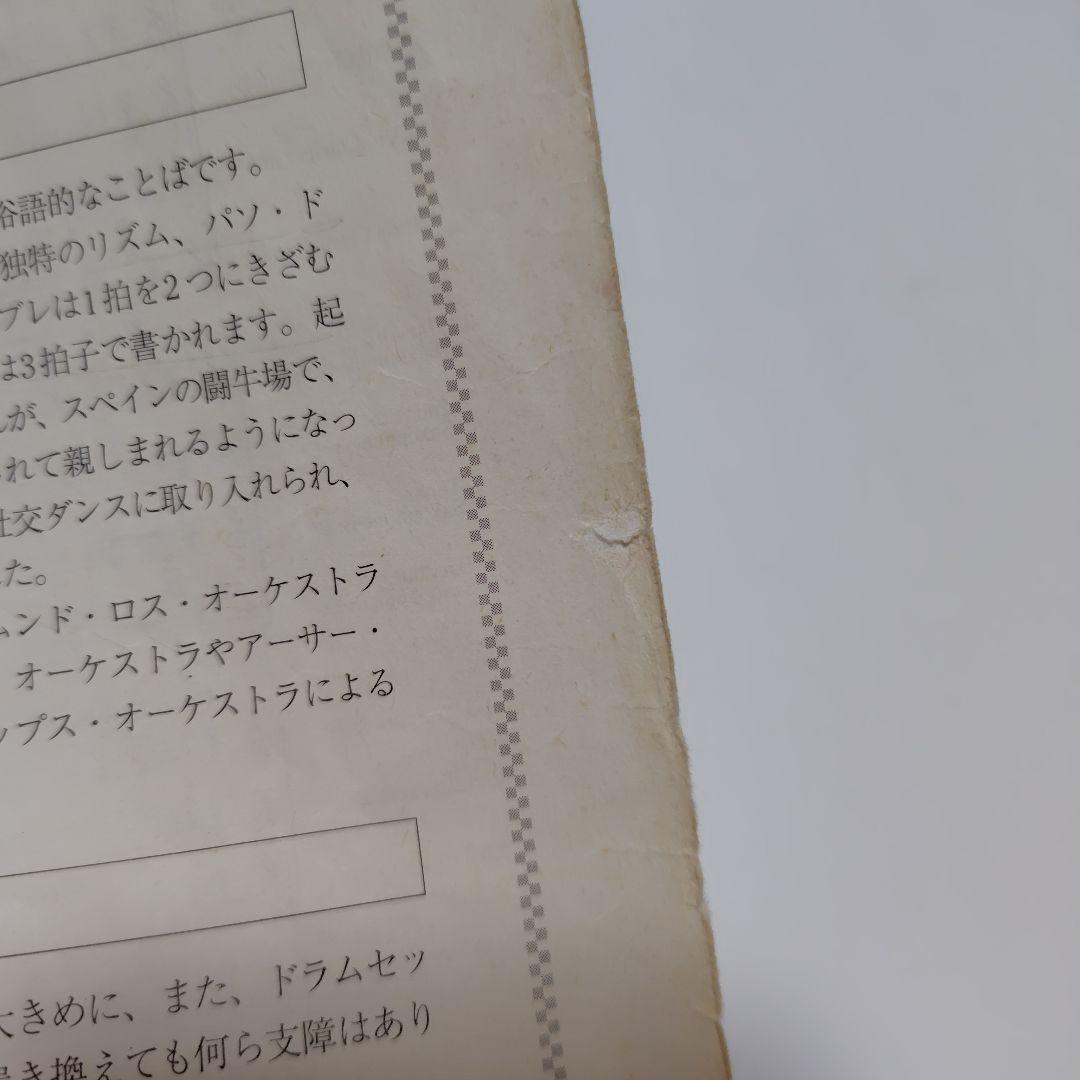 俗語的なことばです。
独特のリズム、パソ・ド
ブレは1拍を2つにきざむ
は3拍子で書かれます。起
が、スペインの闘牛場で、
れて親しまれるようになっ
社交ダンスに取り入れられ、
た。
ムンド・ロス・オーケストラ
オーケストラやアーサー・
ップス・オーケストラによる
大きめに、また、ドラムセッ
き換えても何ら支障はあり